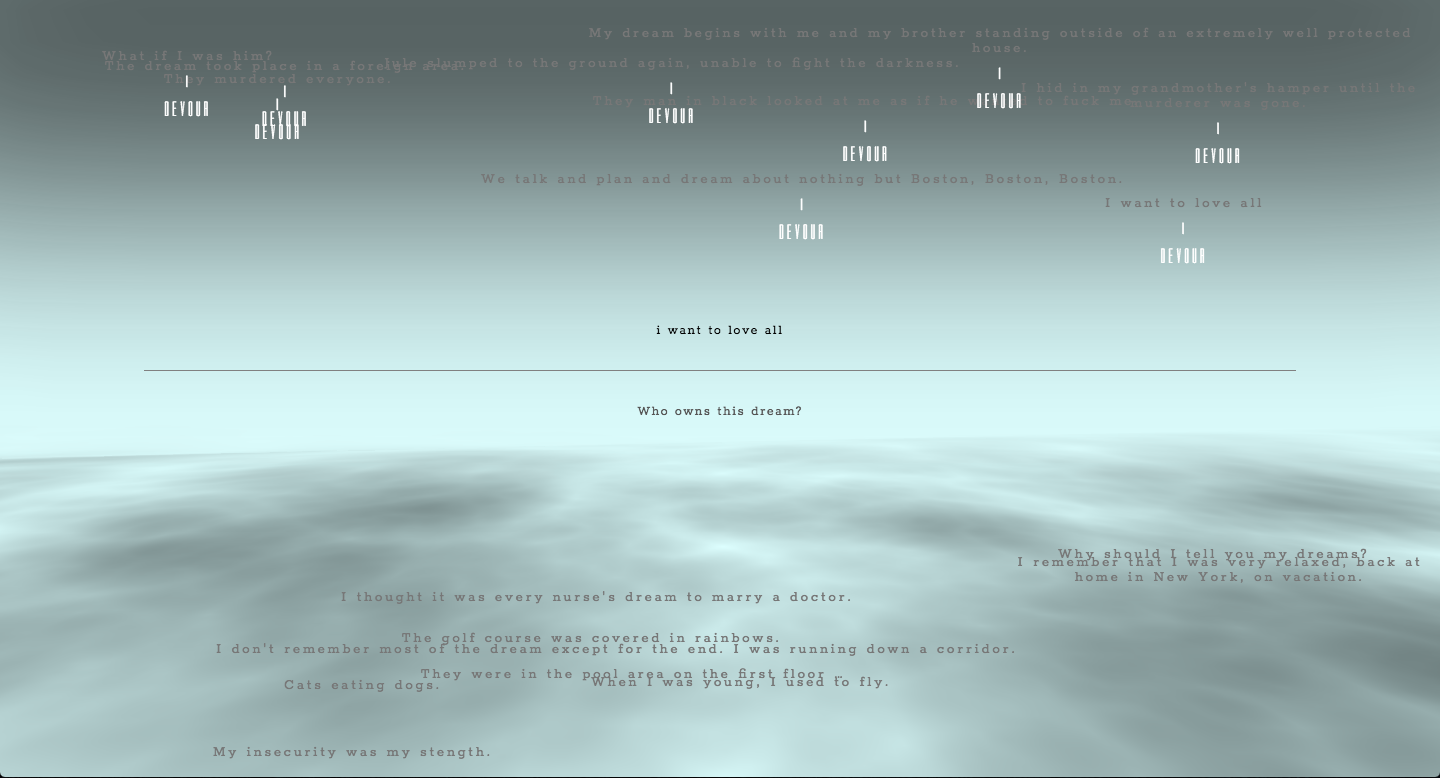 My dream begins with me and my brother standing outside of an extremely well protected
house.
What if I was him?
The dream took place in a foreign area.
slumped to the ground again, unable to fight the darkness.
They murdered everyone.
I
DEVOUR
I
DEVOUR
I
DEVOUR
I
DEVOUR
I
DEVOUR
I hid in my grandmother's hamper until the
murderer was gone
They men in black looked at me as if he to fuck me
I
DEVOUR
I
DEVOUR
We talk and plan and dream about nothing but Boston, Boston, Boston.
I want to love all
I
DEVOUR
I
DEVOUR
i want to love all
Who owns this dream?
Why should I tell you my dreams?
I remember that I was very relaxed, back at
home in New York, on vacation.
I thought it was every nurse's dream to marry a doctor.
The golf course was covered in rainbows.
I don't remember most of the dream except for the end. I was running down a corridor.
They were in the pool area on the first floor …
Cats eating dogs.
When I was young, I used to fly.
My insecurity was my stength.